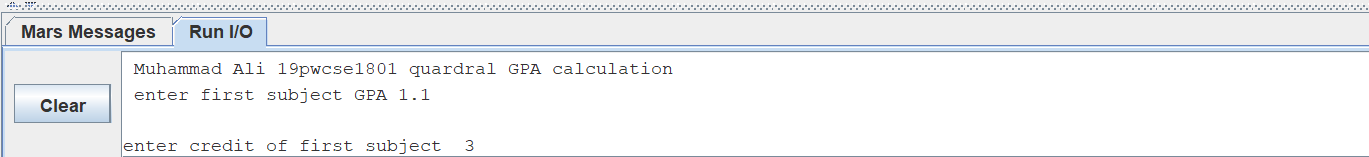 Mars Messages Run I/O
Muhammad Ali 19pwcse1801 quardral GPA calculation
enter first subject GPA 1.1
Clear
enter credit of first subject 3